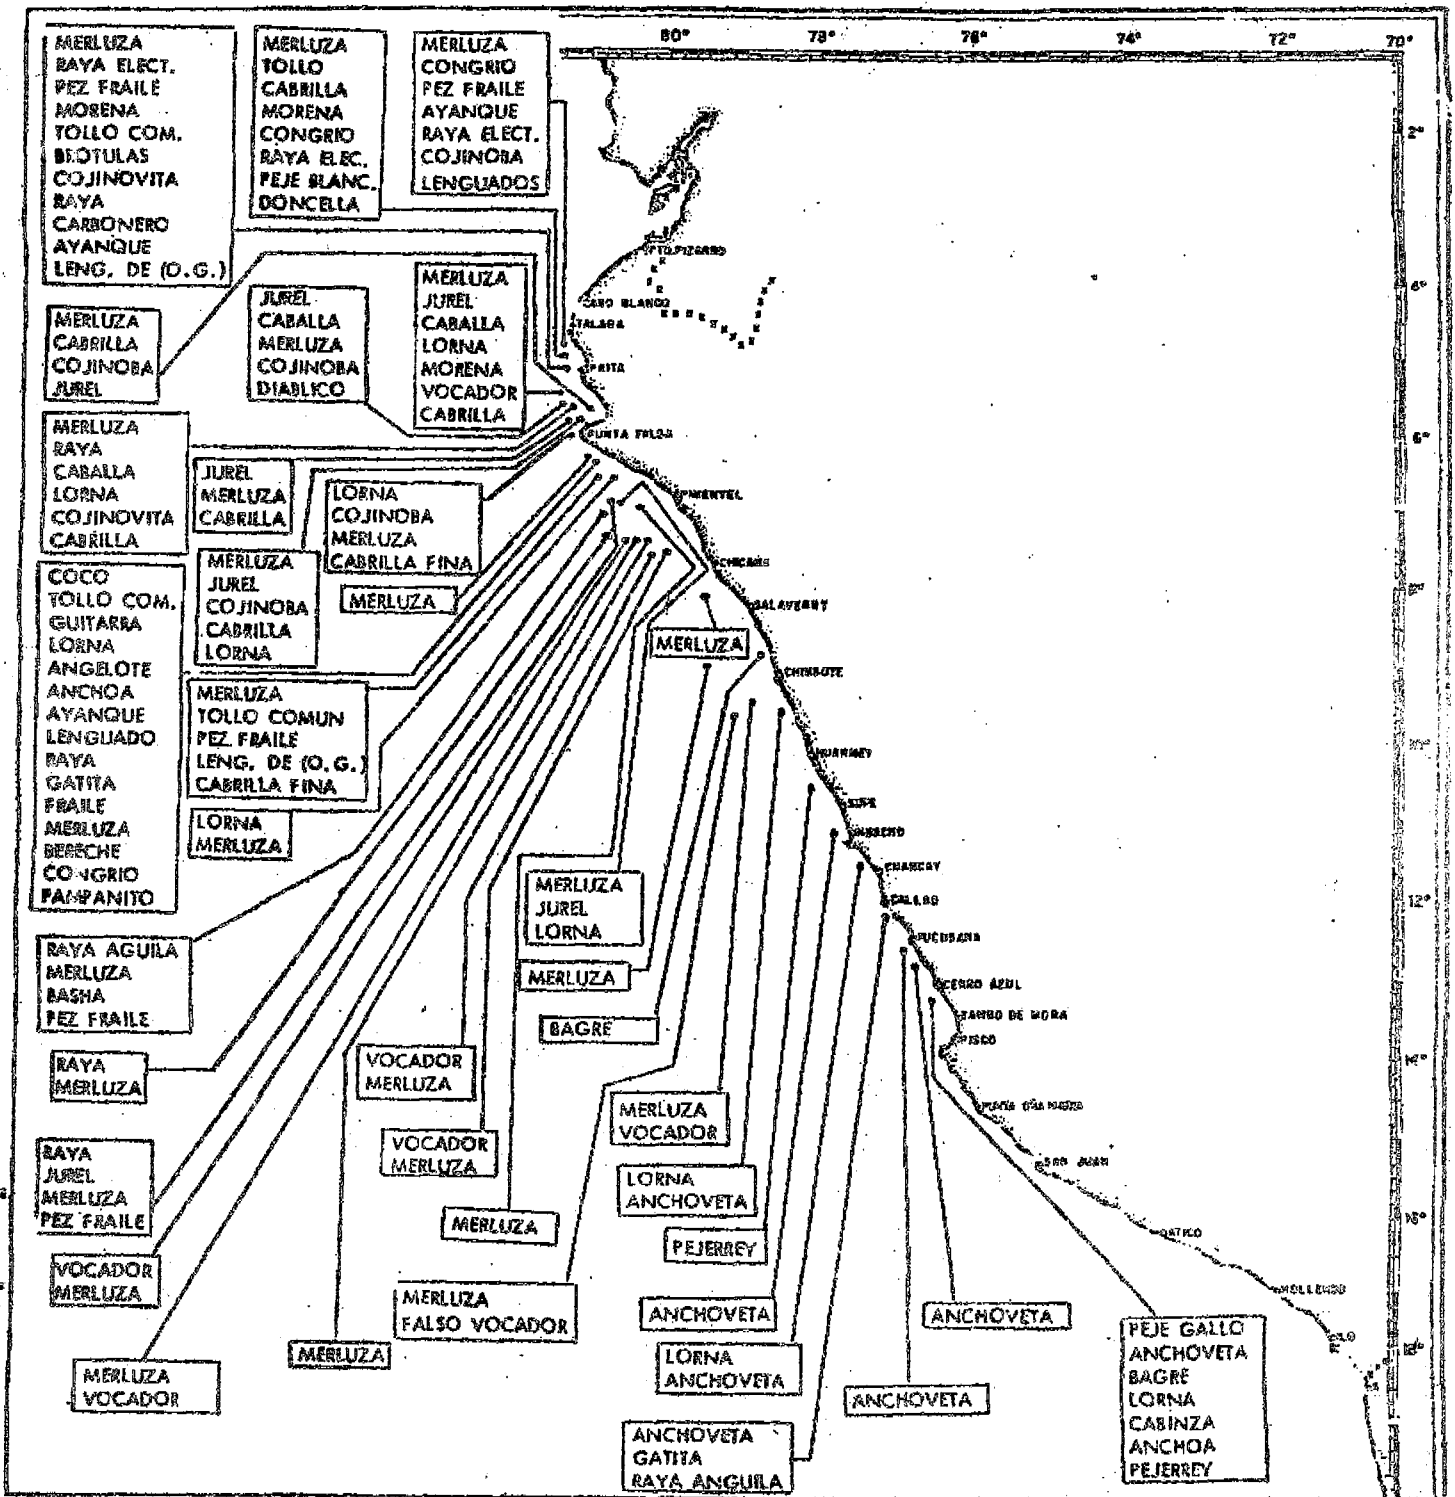 80°
78°
76°
74°
72°
70°
MERLUZA
RAYA ELECT.
PEZ FRAILE
MORENA
TOLLO COM.
BROTULAS
COJINOVITA
RAYA
CARBONERO
AYANQUE
LENG. DE (O.G.)
MERLUZA
TOLLO
CABRILLA
MORENA
CONGRIO
RAYA ELEC.
PEJE BLANC.
DONCELLA
MERLUZA
CONGRIO
PEZ FRAILE
AYANQUE
RAYA ELECT.
COJINOBA
LENGUADOS
2°
PTO.PIZARRO
4°
CABO BLANCO
TALARA
PAITA
MERLUZA
CABRILLA
COJINOBA
JUREL
JUREL
CABALLA
MERLUZA
COJINOBA
DIABLICO
MERLUZA
JUREL
CABALLA
LORNA
MORENA
VOCADOR
CABRILLA
PUNTA FALSA
6°
MERLUZA
RAYA
CABALLA
LORNA
COJINOVITA
CABRILLA
JUREL
MERLUZA
CABRILLA
LORNA
COJINOBA
MERLUZA
CABRILLA FINA
PIMENTEL
MERLUZA
JUREL
COJINOBA
CABRILLA
LORNA
MERLUZA
CHICAMA
SALAVERRY
MERLUZA
CHIMBOTE
COCO
TOLLO COM.
GUITARRA
LORNA
ANGELOTE
ANCHOA
AYANQUE
LENGUADO
RAYA
GATITA
FRAILE
MERLUZA
BERECHE
CONGRIO
PAMPANITO
MERLUZA
TOLLO COMUN
PEZ FRAILE
LENG. DE (O.G.)
CABRILLA FINA
LORNA
MERLUZA
HUARMEY
10°
SUPE
HUACHO
CHANCAY
CALLAO
12°
PUCUSANA
CERRO AZUL
TAMBO DE MORA
PISCO
14°
MERLUZA
JUREL
LORNA
MERLUZA
BAGRE
RAYA AGUILA
MERLUZA
BASHA
PEZ FRAILE
RAYA
MERLUZA
VOCADOR
MERLUZA
MERLUZA
VOCADOR
SAN JUAN
RAYA
JUREL
MERLUZA
PEZ FRAILE
VOCADOR
MERLUZA
LORNA
ANCHOVETA
MERLUZA
PEJERREY
16°
MOLLENDO
ILO
VOCADOR
MERLUZA
MERLUZA
FALSO VOCADOR
ANCHOVETA
ANCHOVETA
MERLUZA
LORNA
ANCHOVETA
MERLUZA
VOCADOR
ANCHOVETA
PEJE GALLO
ANCHOVETA
BAGRE
LORNA
CABINZA
ANCHOA
PEJERREY
18°
ANCHOVETA
GATITA
RAYA ANGUILA